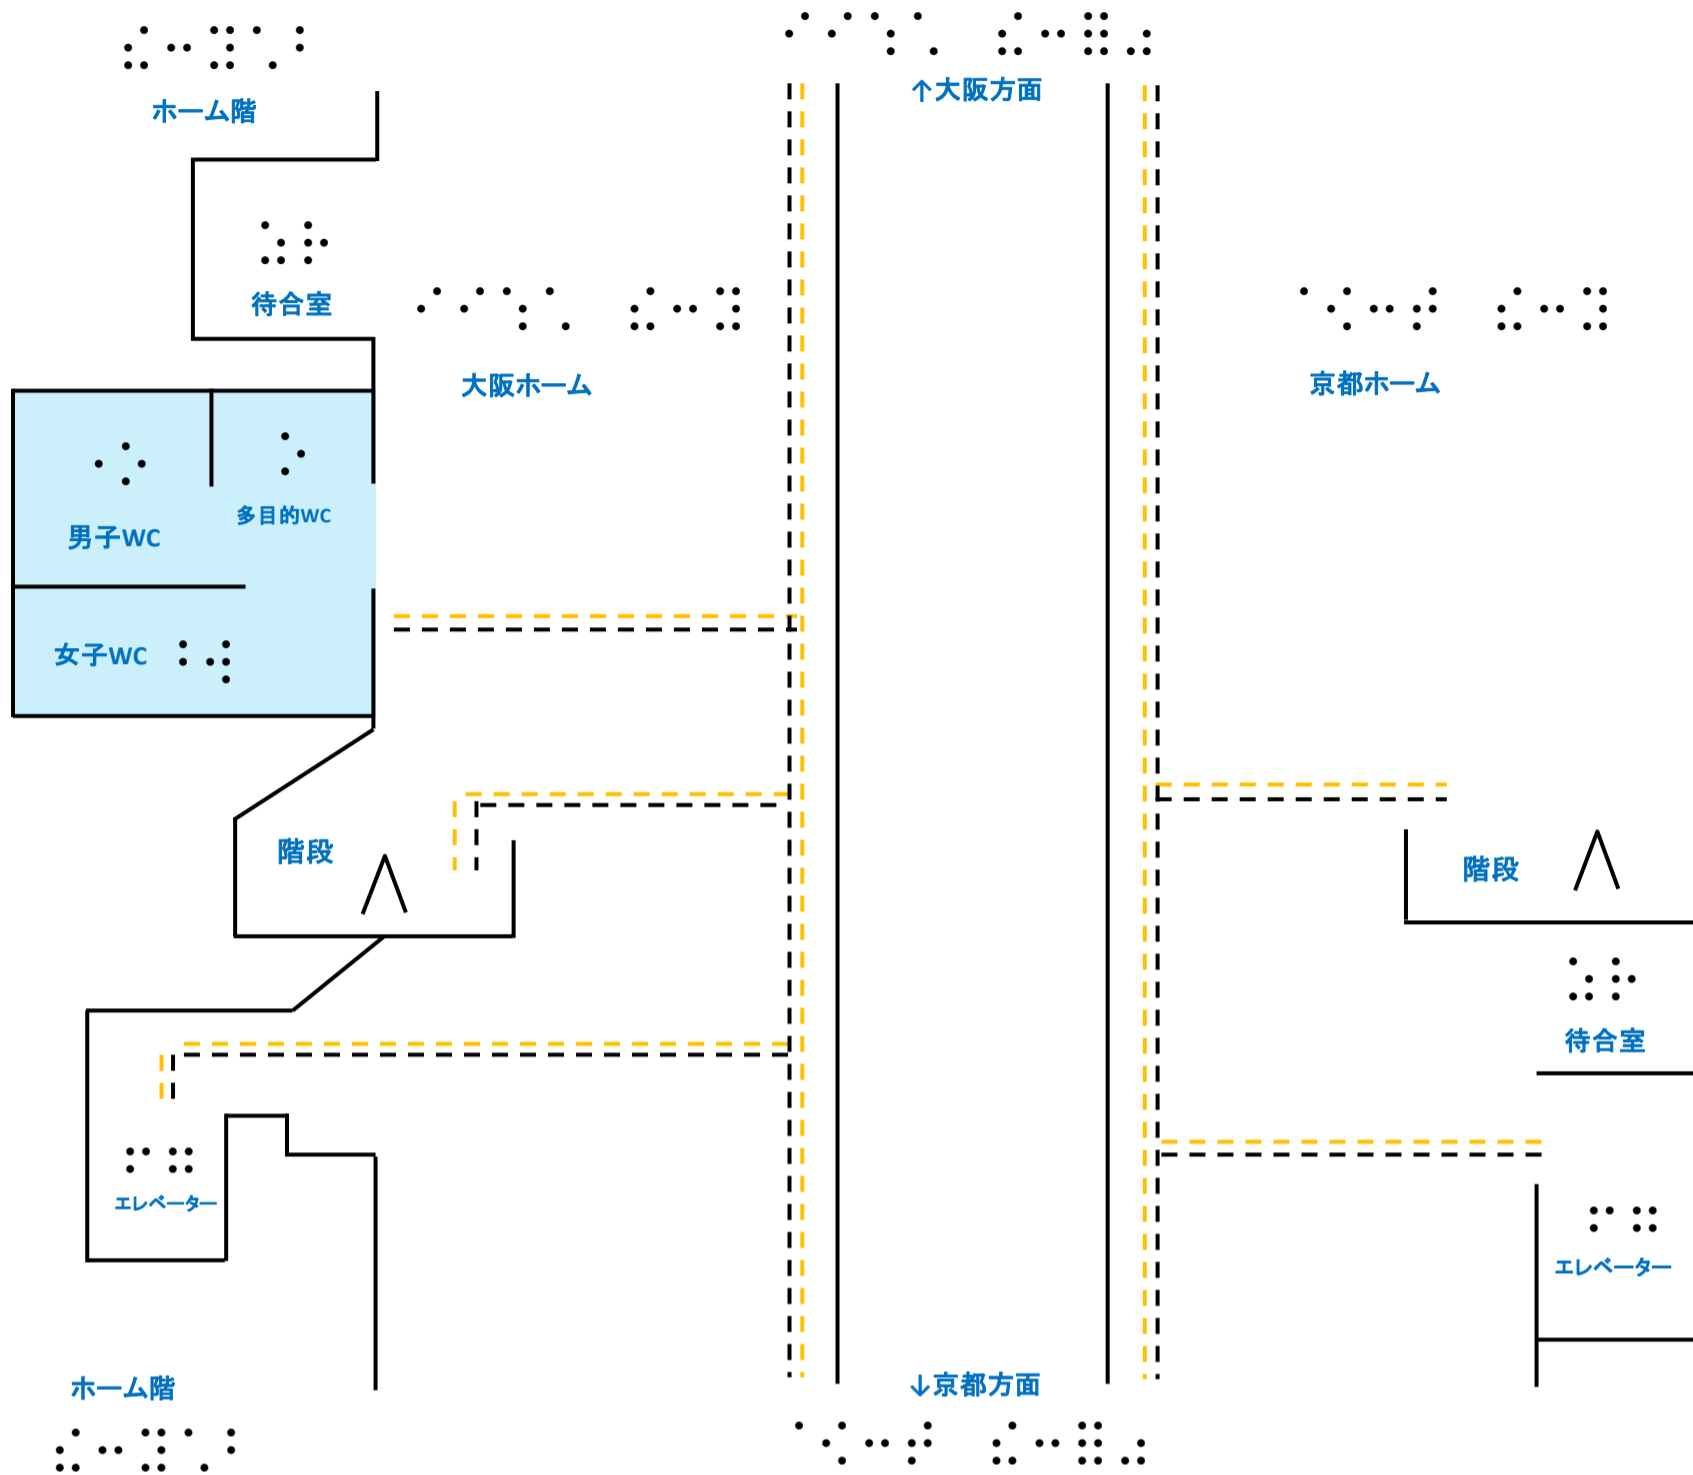 ⠮⠒⠽⠡⠃
ホーム階
⠊⠊⠱⠡ ⠮⠒⠿⠴
↑大阪方面
⠵⠗
待合室
⠊⠊⠱⠡ ⠮⠒⠽
大阪ホーム
⠈⠪⠒⠞ ⠮⠒⠽
京都ホーム
⠐⠕
男子WC
⠕
多目的WC
女子WC ⠘⠺
階段
階段
⠵⠗
待合室
⠋⠛
エレベーター
⠋⠛
エレベーター
ホーム階
⠮⠒⠽⠡⠃
↓京都方面
⠈⠪⠒⠞ ⠮⠒⠿⠴